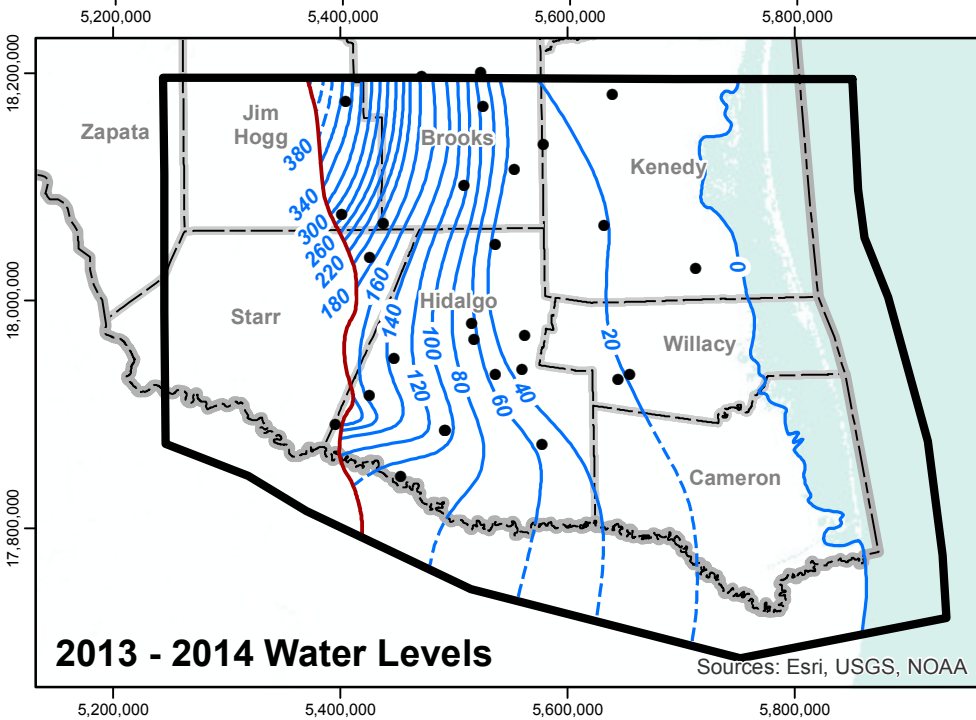 5,200,000
5,400,000
5,600,000
5,800,000
18,200,000
18,000,000
17,800,000
Zapata
Jim
Hogg
Brooks
Kenedy
Starr
Hidalgo
Willacy
Cameron
380
340
300
260
220
180
160
140
120
100
80
60
40
20
0
2013 - 2014 Water Levels
Sources: Esri, USGS, NOAA
5,200,000
5,400,000
5,600,000
5,800,000